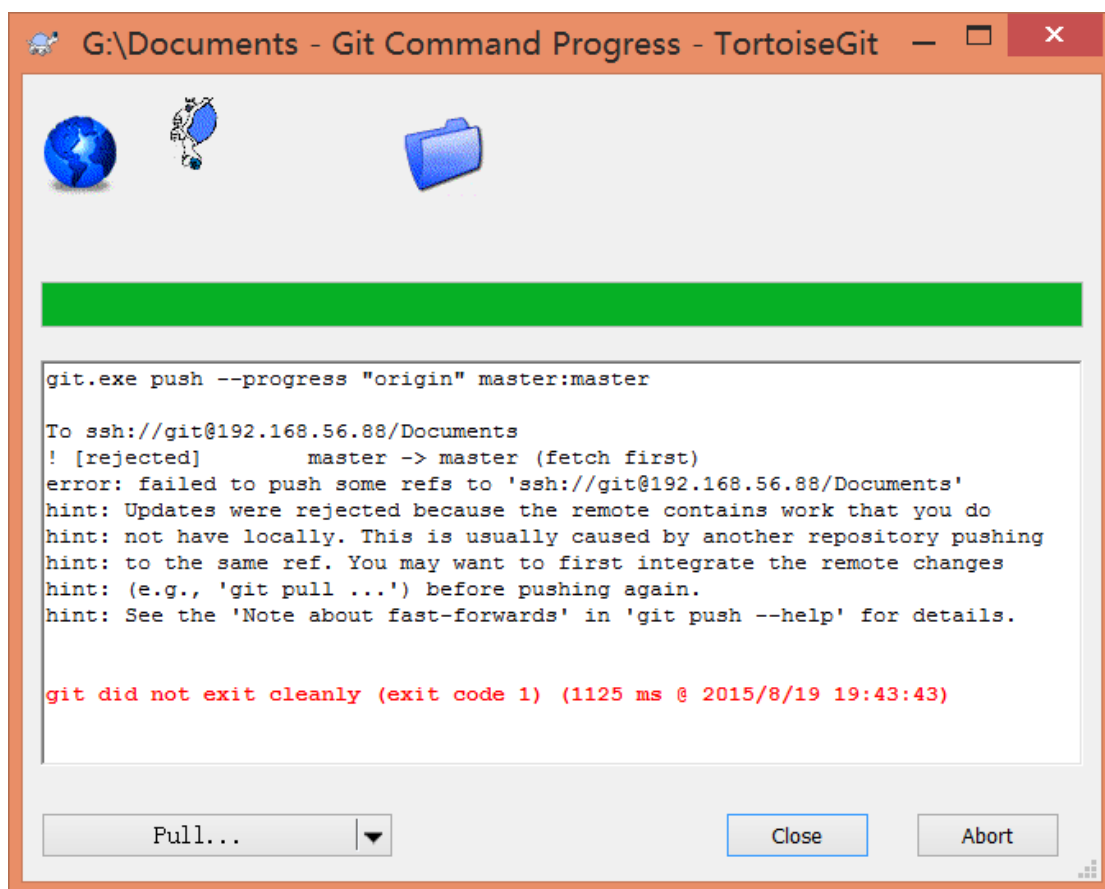 G:\Documents - Git Command Progress - TortoiseGit
git.exe push --progress "origin" master:master
To ssh://git@192.168.56.88/Documents
! [rejected]        master -> master (fetch first)
error: failed to push some refs to 'ssh://git@192.168.56.88/Documents'
hint: Updates were rejected because the remote contains work that you do
hint: not have locally. This is usually caused by another repository pushing
hint: to the same ref. You may want to first integrate the remote changes
hint: (e.g., 'git pull ...') before pushing again.
hint: See the 'Note about fast-forwards' in 'git push --help' for details.
git did not exit cleanly (exit code 1) (1125 ms @ 2015/8/19 19:43:43)
Pull...
Close
Abort